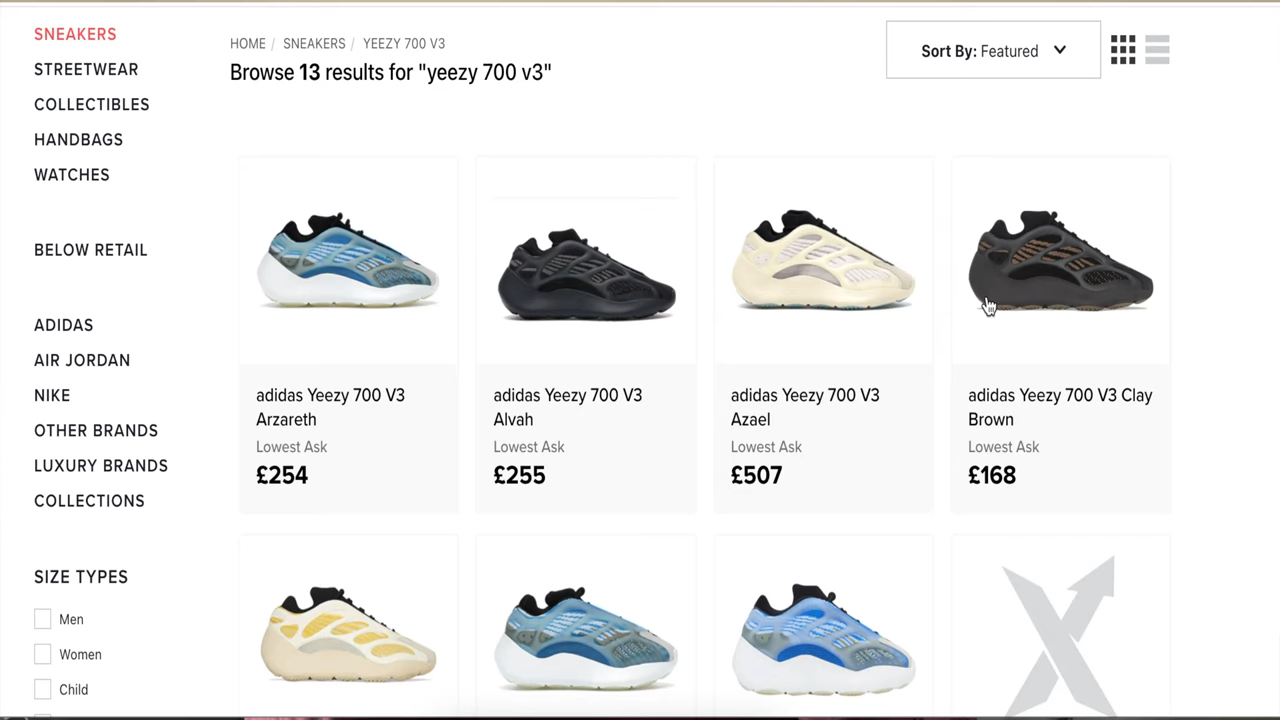 SNEAKERS
STREETWEAR
COLLECTIBLES
HANDBAGS
WATCHES
BELOW RETAIL
ADIDAS
AIR JORDAN
NIKE
OTHER BRANDS
LUXURY BRANDS
COLLECTIONS
SIZE TYPES
Men
Women
Child
HOME / SNEAKERS / YEEZY 700 V3
Browse 13 results for "yeezy 700 v3"
Sort By: Featured
adidas Yeezy 700 V3
Arzareth
Lowest Ask
£254
adidas Yeezy 700 V3
Alvah
Lowest Ask
£255
adidas Yeezy 700 V3
Azael
Lowest Ask
£507
adidas Yeezy 700 V3 Clay
Brown
Lowest Ask
£168